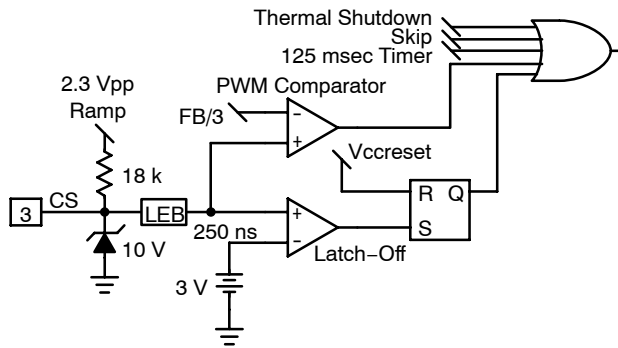 Thermal Shutdown
Skip
125 msec Timer
2.3 Vpp
Ramp
PWM Comparator
FB/3
−
+
18 k
Vccreset
3
CS
LEB
R
Q
S
250 ns
+
−
10 V
Latch−Off
3 V